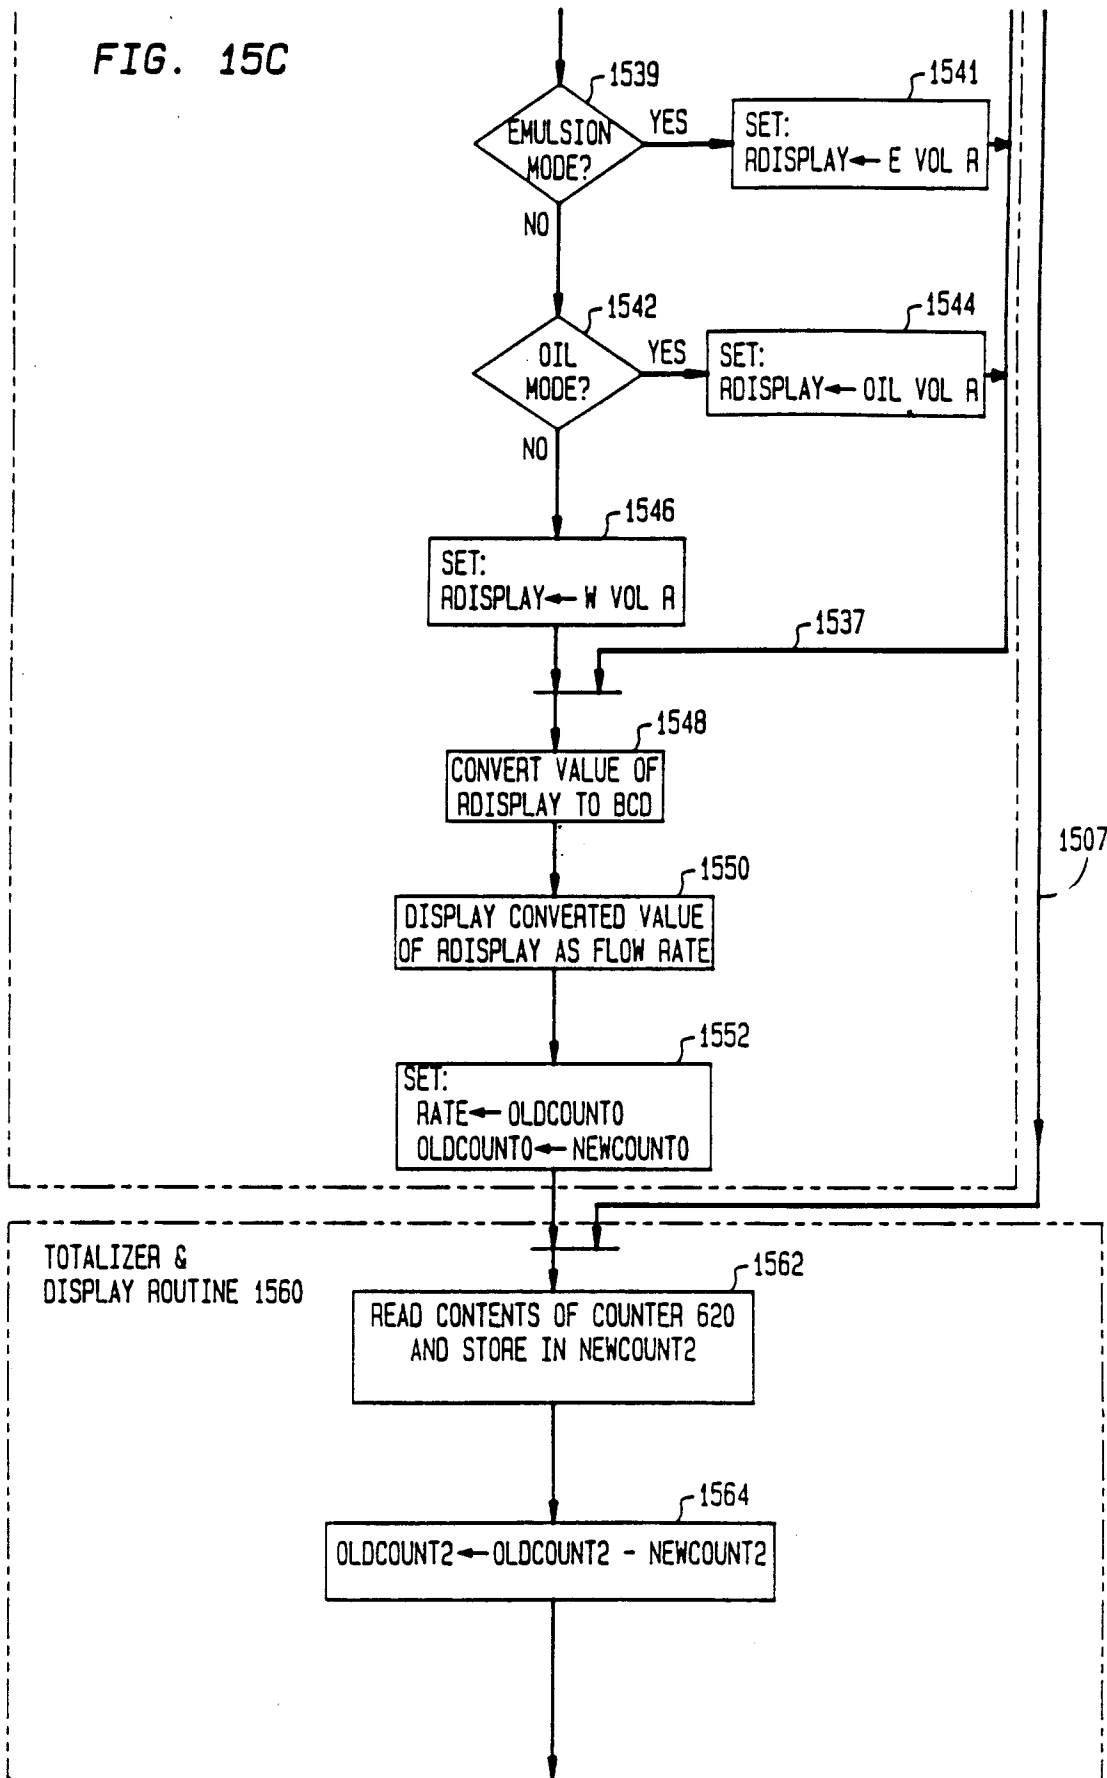 FIG. 15C
1539
EMULSION
MODE?
YES
1541
SET:
RDISPLAY← E VOL R
NO
1542
OIL
MODE?
YES
1544
SET:
RDISPLAY← OIL VOL R
NO
1546
SET:
RDISPLAY← W VOL R
1537
1548
CONVERT VALUE OF
RDISPLAY TO BCD
1507
1550
DISPLAY CONVERTED VALUE
OF RDISPLAY AS FLOW RATE
1552
SET:
RATE← OLDCOUNT0
OLDCOUNT0← NEWCOUNT0
TOTALIZER &
DISPLAY ROUTINE 1560
1562
READ CONTENTS OF COUNTER 620
AND STORE IN NEWCOUNT2
1564
OLDCOUNT2← OLDCOUNT2 - NEWCOUNT2